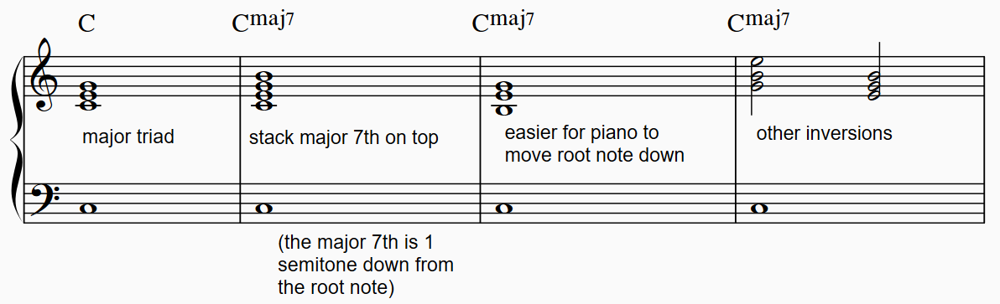 C
Cmaj7
Cmaj7
Cmaj7
major triad
stack major 7th on top
easier for piano to
move root note down
other inversions
(the major 7th is 1
semitone down from
the root note)